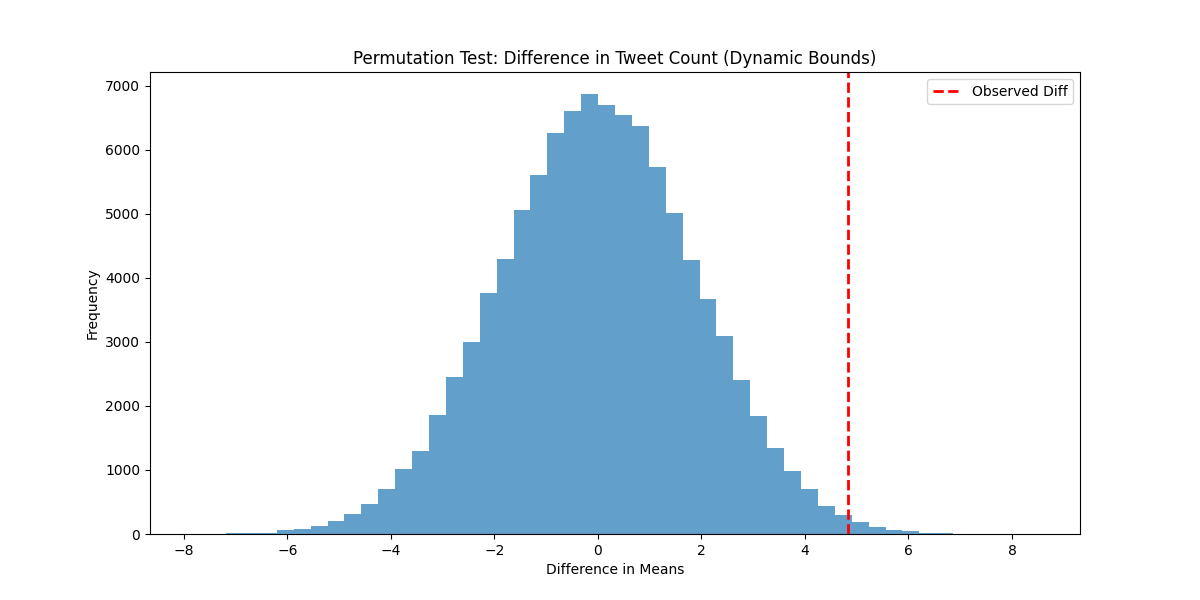 Permutation Test: Difference in Tweet Count (Dynamic Bounds)
Observed Diff
7000
6000
5000
4000
3000
2000
1000
0
Frequency
−8 −6 −4 −2 0 2 4 6 8
Difference in Means